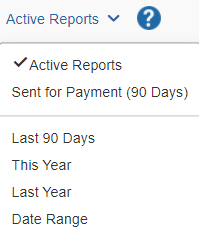 Active Reports ?
Active Reports
Sent for Payment (90 Days)
Last 90 Days
This Year
Last Year
Date Range